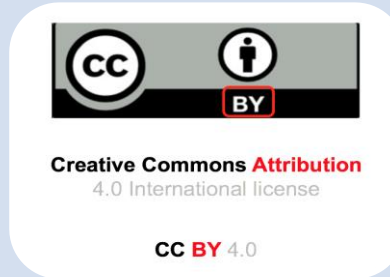 CC
BY
Creative Commons Attribution
4.0 International license
CC BY 4.0